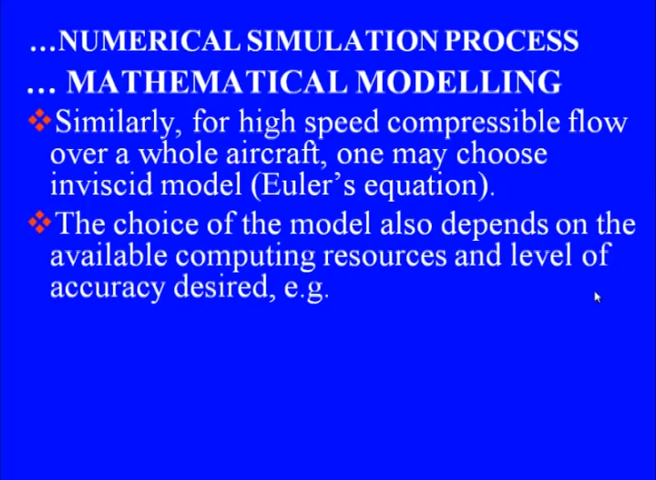 ...NUMERICAL SIMULATION PROCESS
... MATHEMATICAL MODELLING
Similarly, for high speed compressible flow
over a whole aircraft, one may choose
inviscid model (Euler's equation).
The choice of the model also depends on the
available computing resources and level of
accuracy desired, e.g.